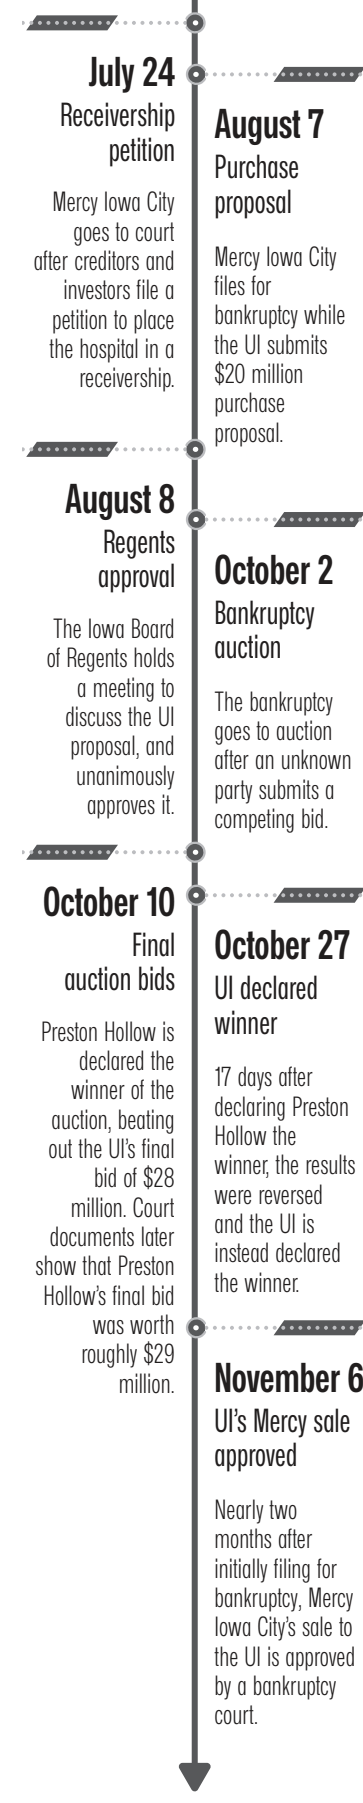 July 24
Receivership
petition
Mercy Iowa City
goes to court
after creditors and
investors file a
petition to place
the hospital in a
receivership.
August 7
Purchase
proposal
Mercy Iowa City
files for
bankruptcy while
the UI submits
$20 million
purchase
proposal.
August 8
Regents
approval
The Iowa Board
of Regents holds
a meeting to
discuss the UI
proposal, and
unanimously
approves it.
October 2
Bankruptcy
auction
The bankruptcy
goes to auction
after an unknown
party submits a
competing bid.
October 10
Final
auction bids
Preston Hollow is
declared the
winner of the
auction, beating
out the UI's final
bid of $28
million. Court
documents later
show that Preston
Hollow's final bid
was worth
roughly $29
million.
October 27
UI declared
winner
17 days after
declaring Preston
Hollow the
winner, the results
were reversed
and the UI is
instead declared
the winner.
November 6
UI's Mercy sale
approved
Nearly two
months after
initially filing for
bankruptcy, Mercy
Iowa City's sale to
the UI is approved
by a bankruptcy
court.